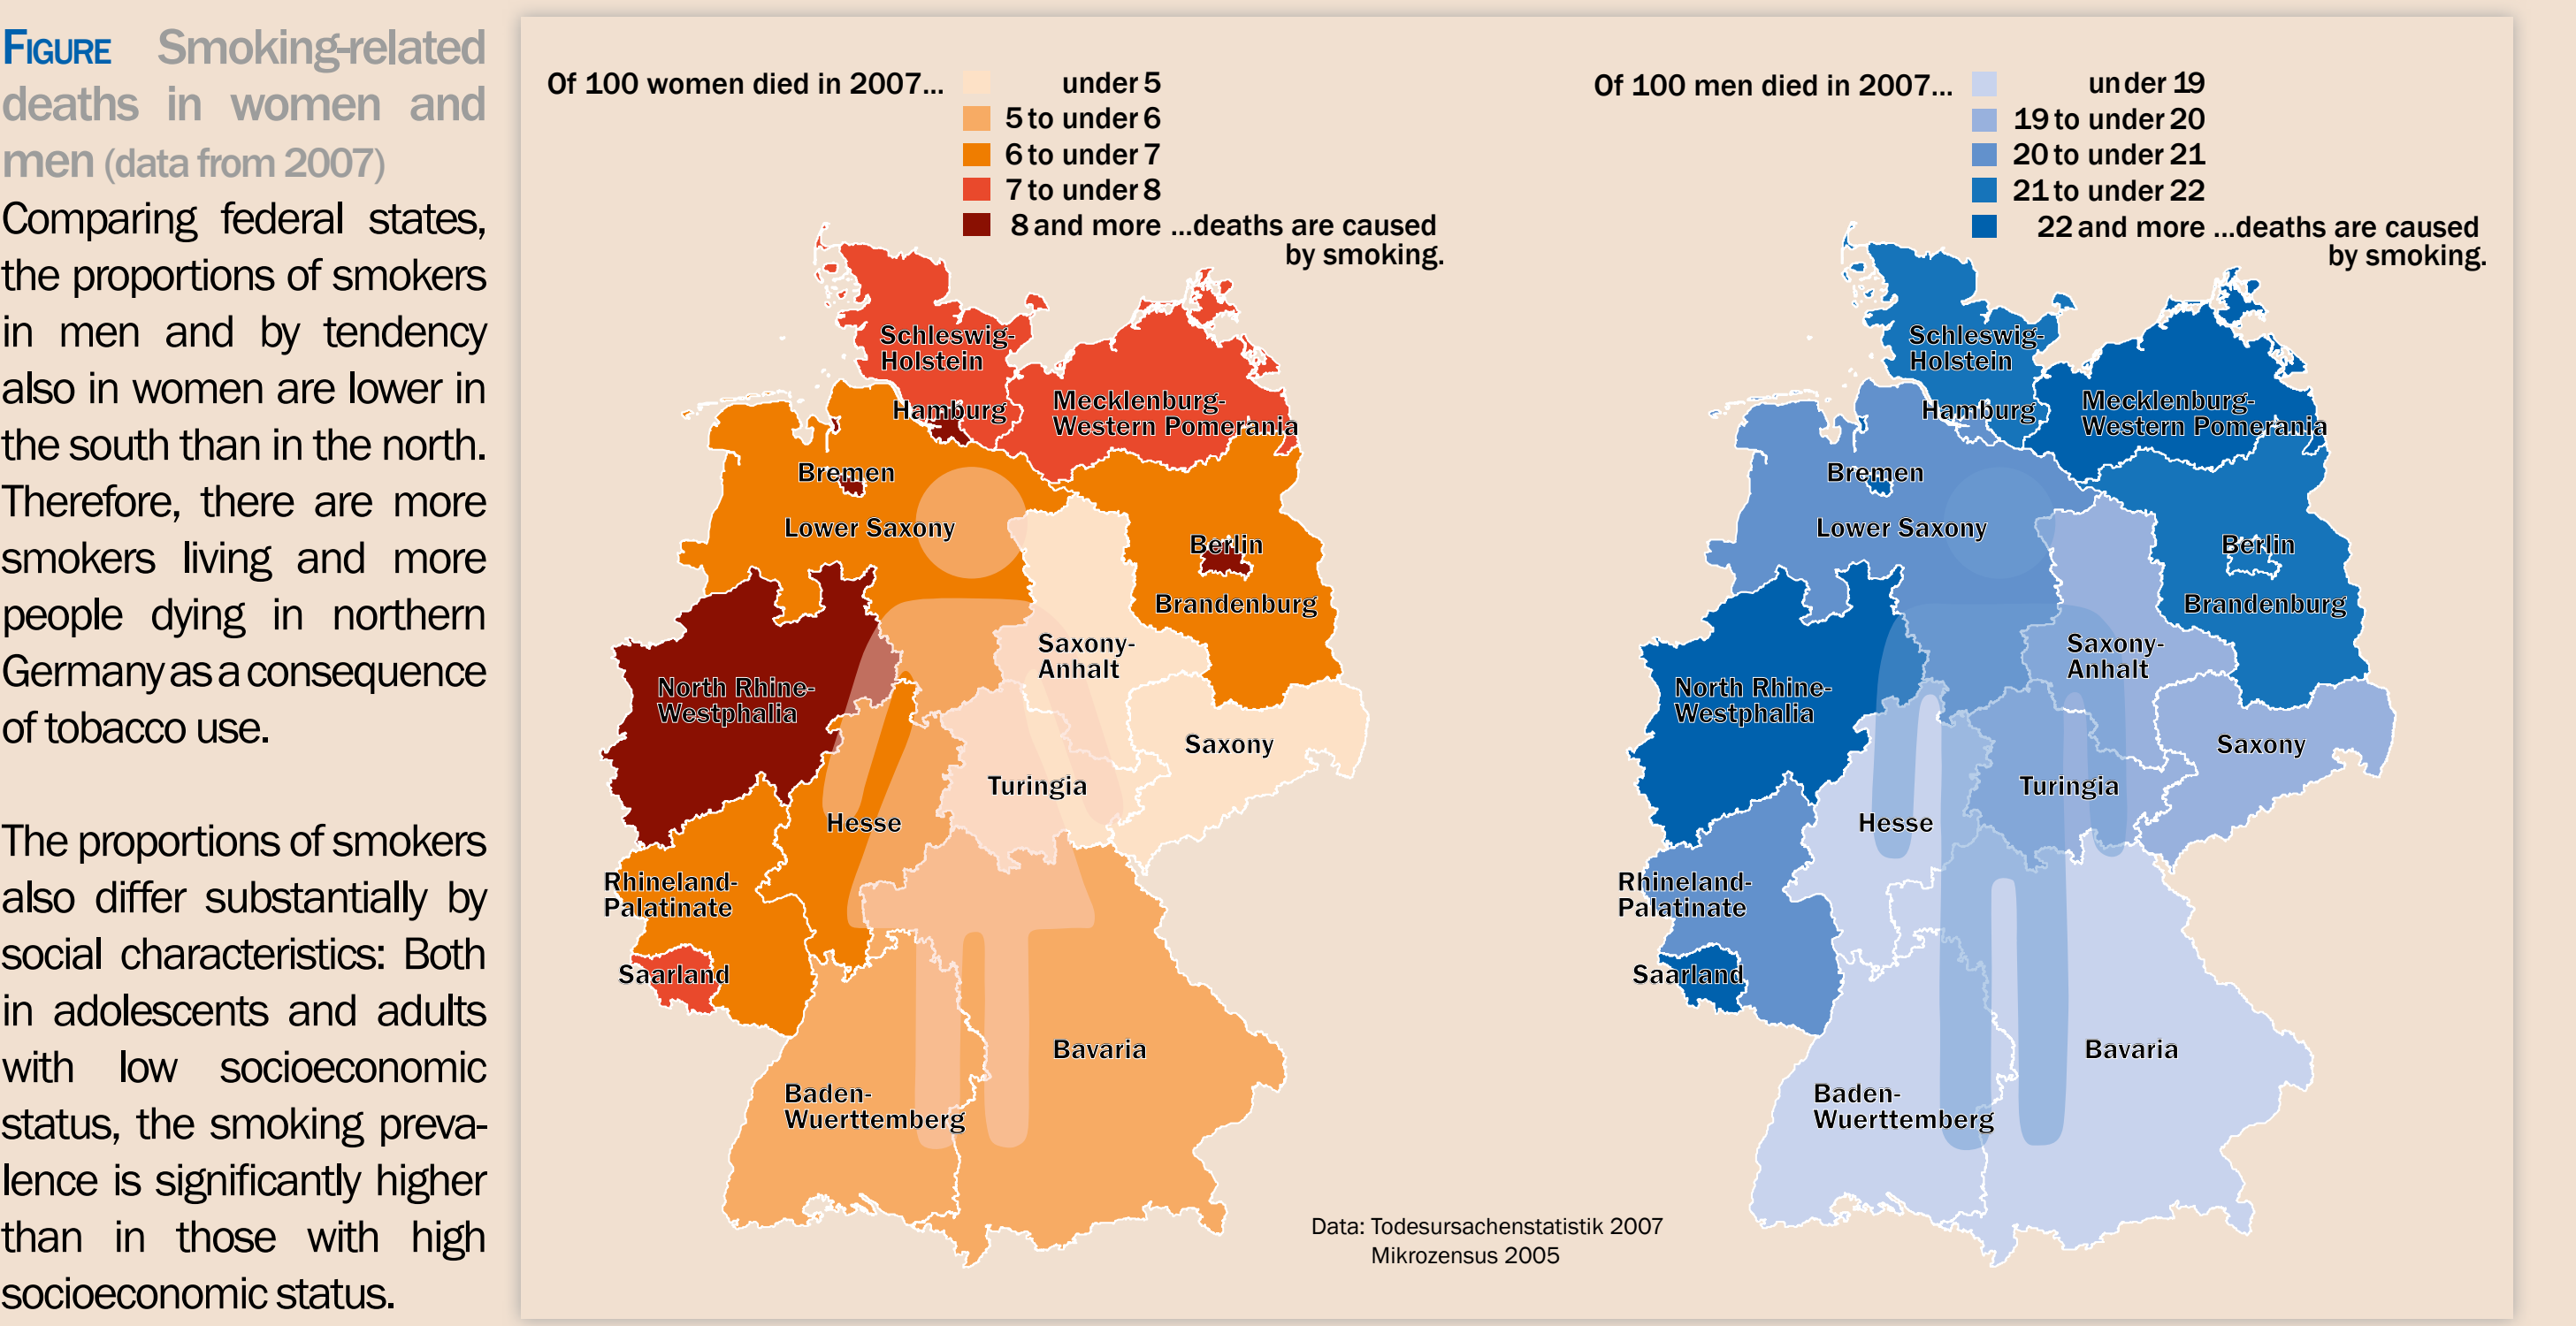 FIGURE Smoking-related
deaths in women and
men (data from 2007)
Comparing federal states,
the proportions of smokers
in men and by tendency
also in women are lower in
the south than in the north.
Therefore, there are more
smokers living and more
people dying in northern
Germany as a consequence
of tobacco use.
The proportions of smokers
also differ substantially by
social characteristics: Both
in adolescents and adults
with low socioeconomic
status, the smoking preva-
lence is significantly higher
than in those with high
socioeconomic status.
Of 100 women died in 2007...
under 5
5 to under 6
6 to under 7
7 to under 8
8 and more ...deaths are caused
by smoking.
Schleswig-
Holstein
Hamburg
Mecklenburg-
Western Pomerania
Bremen
Lower Saxony
Berlin
Brandenburg
Saxony-
Anhalt
North Rhine-
Westphalia
Saxony
Turingia
Hesse
Rhineland-
Palatinate
Saarland
Bavaria
Baden-
Wuerttemberg
Of 100 men died in 2007...
under 19
19 to under 20
20 to under 21
21 to under 22
22 and more ...deaths are caused
by smoking.
Schleswig-
Holstein
Hamburg
Mecklenburg-
Western Pomerania
Bremen
Lower Saxony
Berlin
Brandenburg
Saxony-
Anhalt
North Rhine-
Westphalia
Saxony
Turingia
Hesse
Rhineland-
Palatinate
Saarland
Bavaria
Baden-
Wuerttemberg
Data: Todesursachenstatistik 2007
Mikrozensus 2005